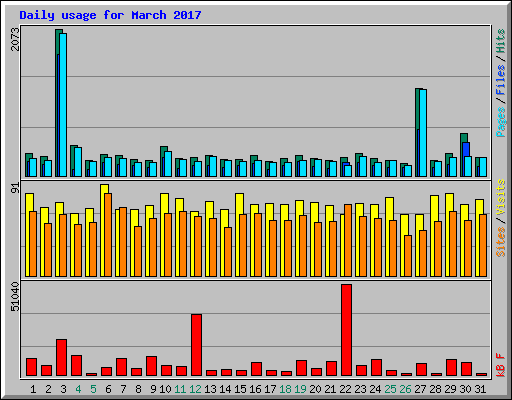 Daily usage for March 2017
2073
Pages / Files / Hits
91
Sites / Visits
51040
kB F
1 2 3 4 5 6 7 8 9 10 11 12 13 14 15 16 17 18 19 20 21 22 23 24 25 26 27 28 29 30 31